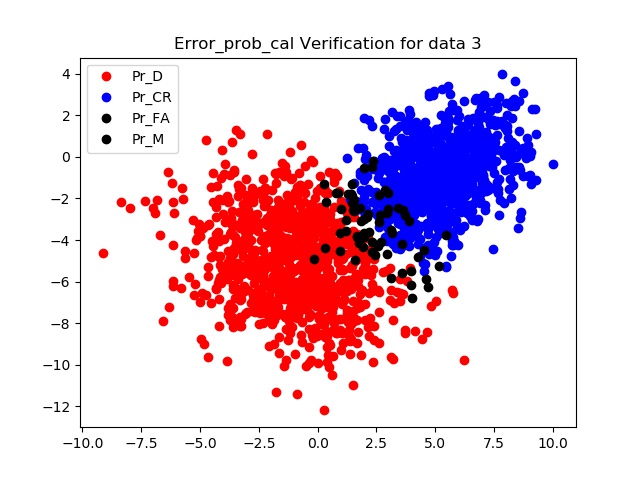 Error_prob_cal Verification for data 3
Pr_D
Pr_CR
Pr_FA
Pr_M
4
2
0
−2
−4
−6
−8
−10
−12
−10.0 −7.5 −5.0 −2.5 0.0 2.5 5.0 7.5 10.0